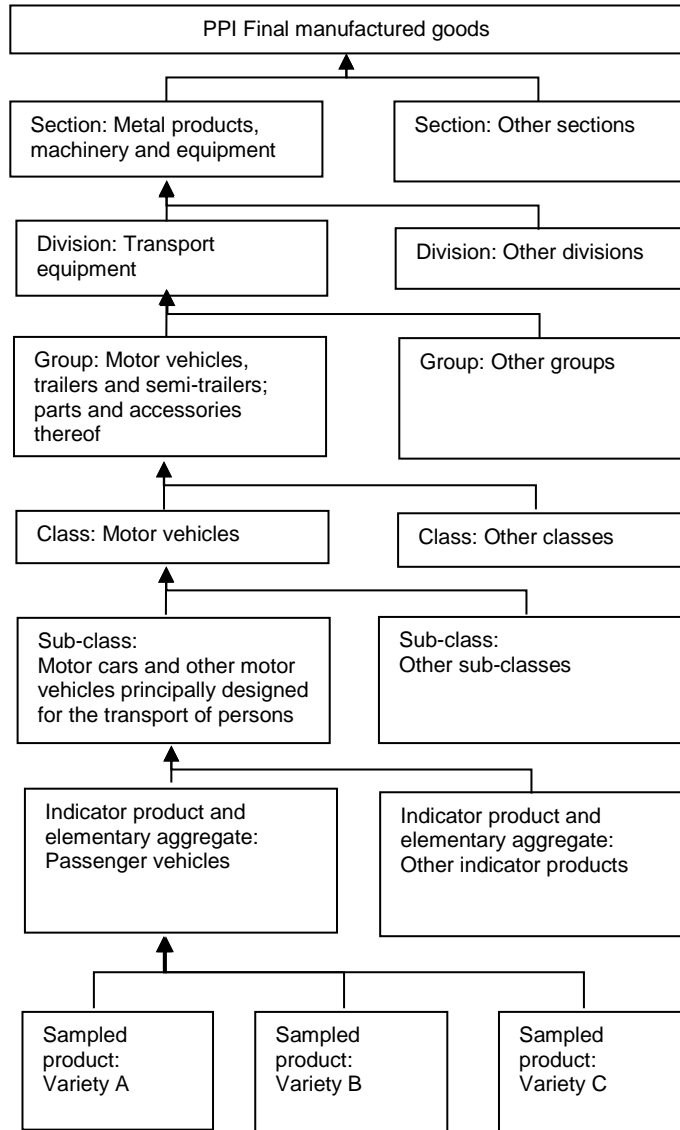 PPI Final manufactured goods
Section: Metal products,
machinery and equipment
Section: Other sections
Division: Transport
equipment
Division: Other divisions
Group: Motor vehicles,
trailers and semi-trailers;
parts and accessories
thereof
Group: Other groups
Class: Motor vehicles
Class: Other classes
Sub-class:
Motor cars and other motor
vehicles principally designed
for the transport of persons
Sub-class:
Other sub-classes
Indicator product and
elementary aggregate:
Passenger vehicles
Indicator product and
elementary aggregate:
Other indicator products
Sampled
product:
Variety A
Sampled
product:
Variety B
Sampled
product:
Variety C